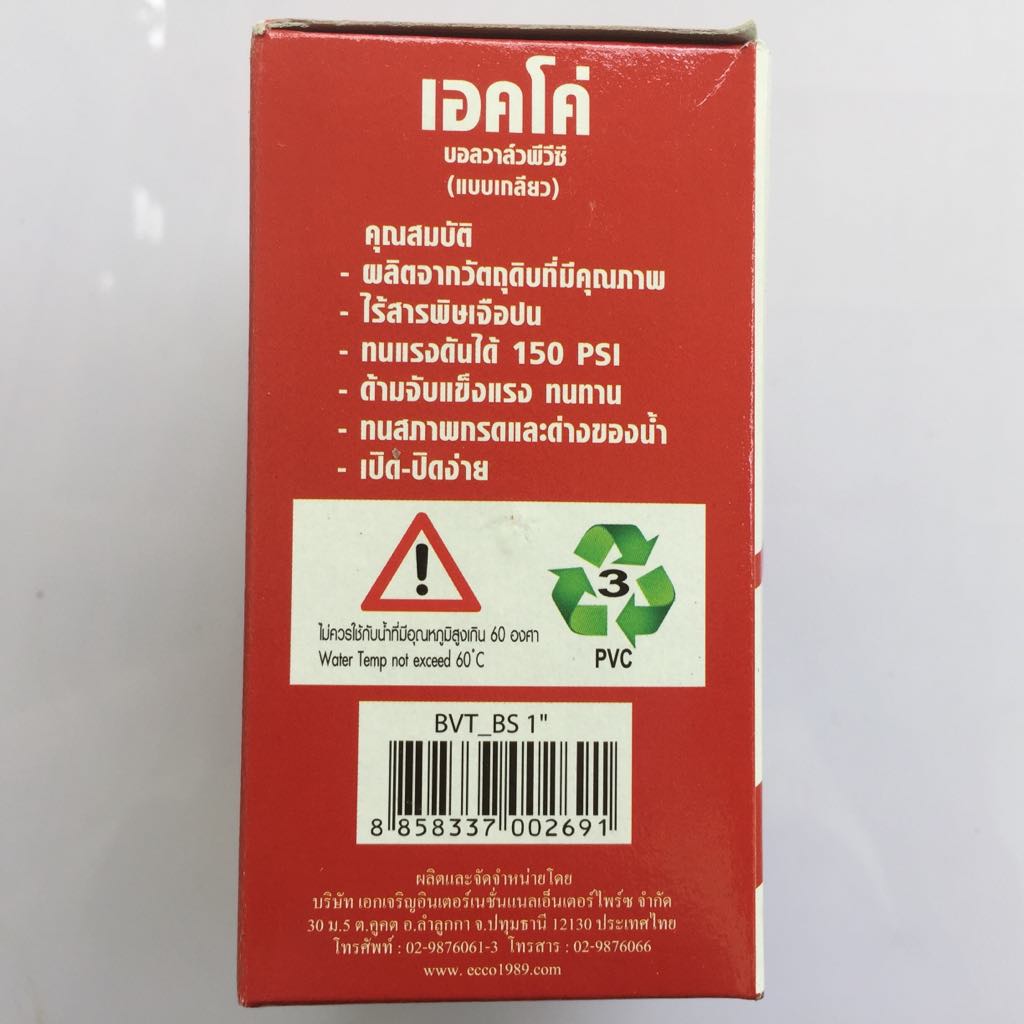 เอคโค่
บอลวาล์วพีวีซี
(แบบเกลียว)
คุณสมบัติ
- ผลิตจากวัตถุดิบที่มีคุณภาพ
- ไร้สารพิษเจือปน
- ทนแรงดันได้ 150 PSI
- ด้ามจับแข็งแรง ทนทาน
- ทนสภาพกรดและด่างของน้ำ
- เปิด-ปิดง่าย
!
ไม่ควรใช้กับน้ำที่มีอุณหภูมิสูงเกิน 60 องศา
Water Temp not exceed 60°C
3
PVC
BVT_BS 1"
8 858337 002691
ผลิตและจัดจำหน่ายโดย
บริษัท เอกเจริญอินเตอร์เนชั่นแนลเอ็นเตอร์ไพร์ซ จำกัด
30 ม.5 ต.คูคต อ.ลำลูกกา จ.ปทุมธานี 12130 ประเทศไทย
โทรศัพท์ : 02-9876061-3 โทรสาร : 02-9876066
www. ecco1989.com